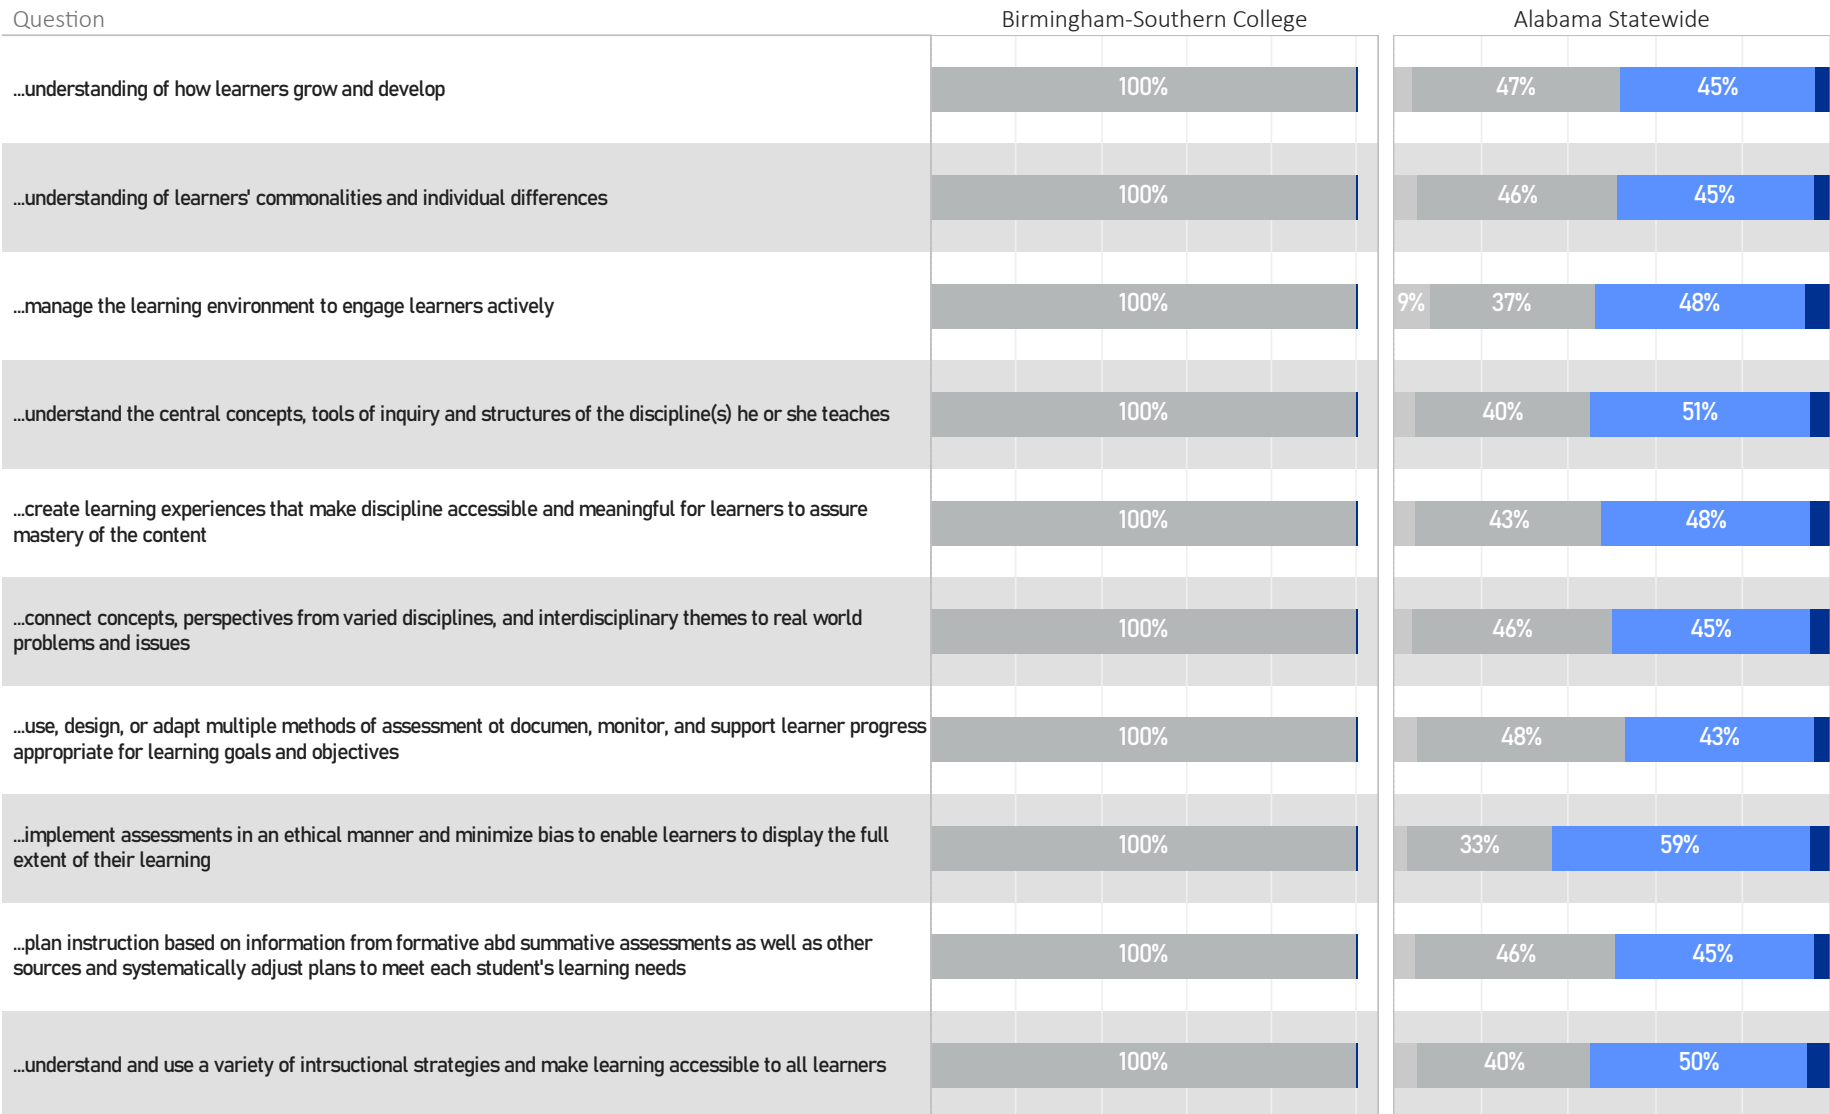 Question Birmingham-Southern College Alabama Statewide
...understanding of how learners grow and develop 100% 47% 45%
...understanding of learners' commonalities and individual differences 100% 46% 45%
...manage the learning environment to engage learners actively 100% 9% 37% 48%
...understand the central concepts, tools of inquiry and structures of the discipline(s) he or she teaches 100% 40% 51%
...create learning experiences that make discipline accessible and meaningful for learners to assure
mastery of the content
100% 43% 48%
...connect concepts, perspectives from varied disciplines, and interdisciplinary themes to real world
problems and issues
100% 46% 45%
...use, design, or adapt multiple methods of assessment ot documen, monitor, and support learner progress
appropriate for learning goals and objectives
100% 48% 43%
...implement assessments in an ethical manner and minimize bias to enable learners to display the full
extent of their learning
100% 33% 59%
...plan instruction based on information from formative abd summative assessments as well as other
sources and systematically adjust plans to meet each student's learning needs
100% 46% 45%
...understand and use a variety of intrsuctional strategies and make learning accessible to all learners 100% 40% 50%